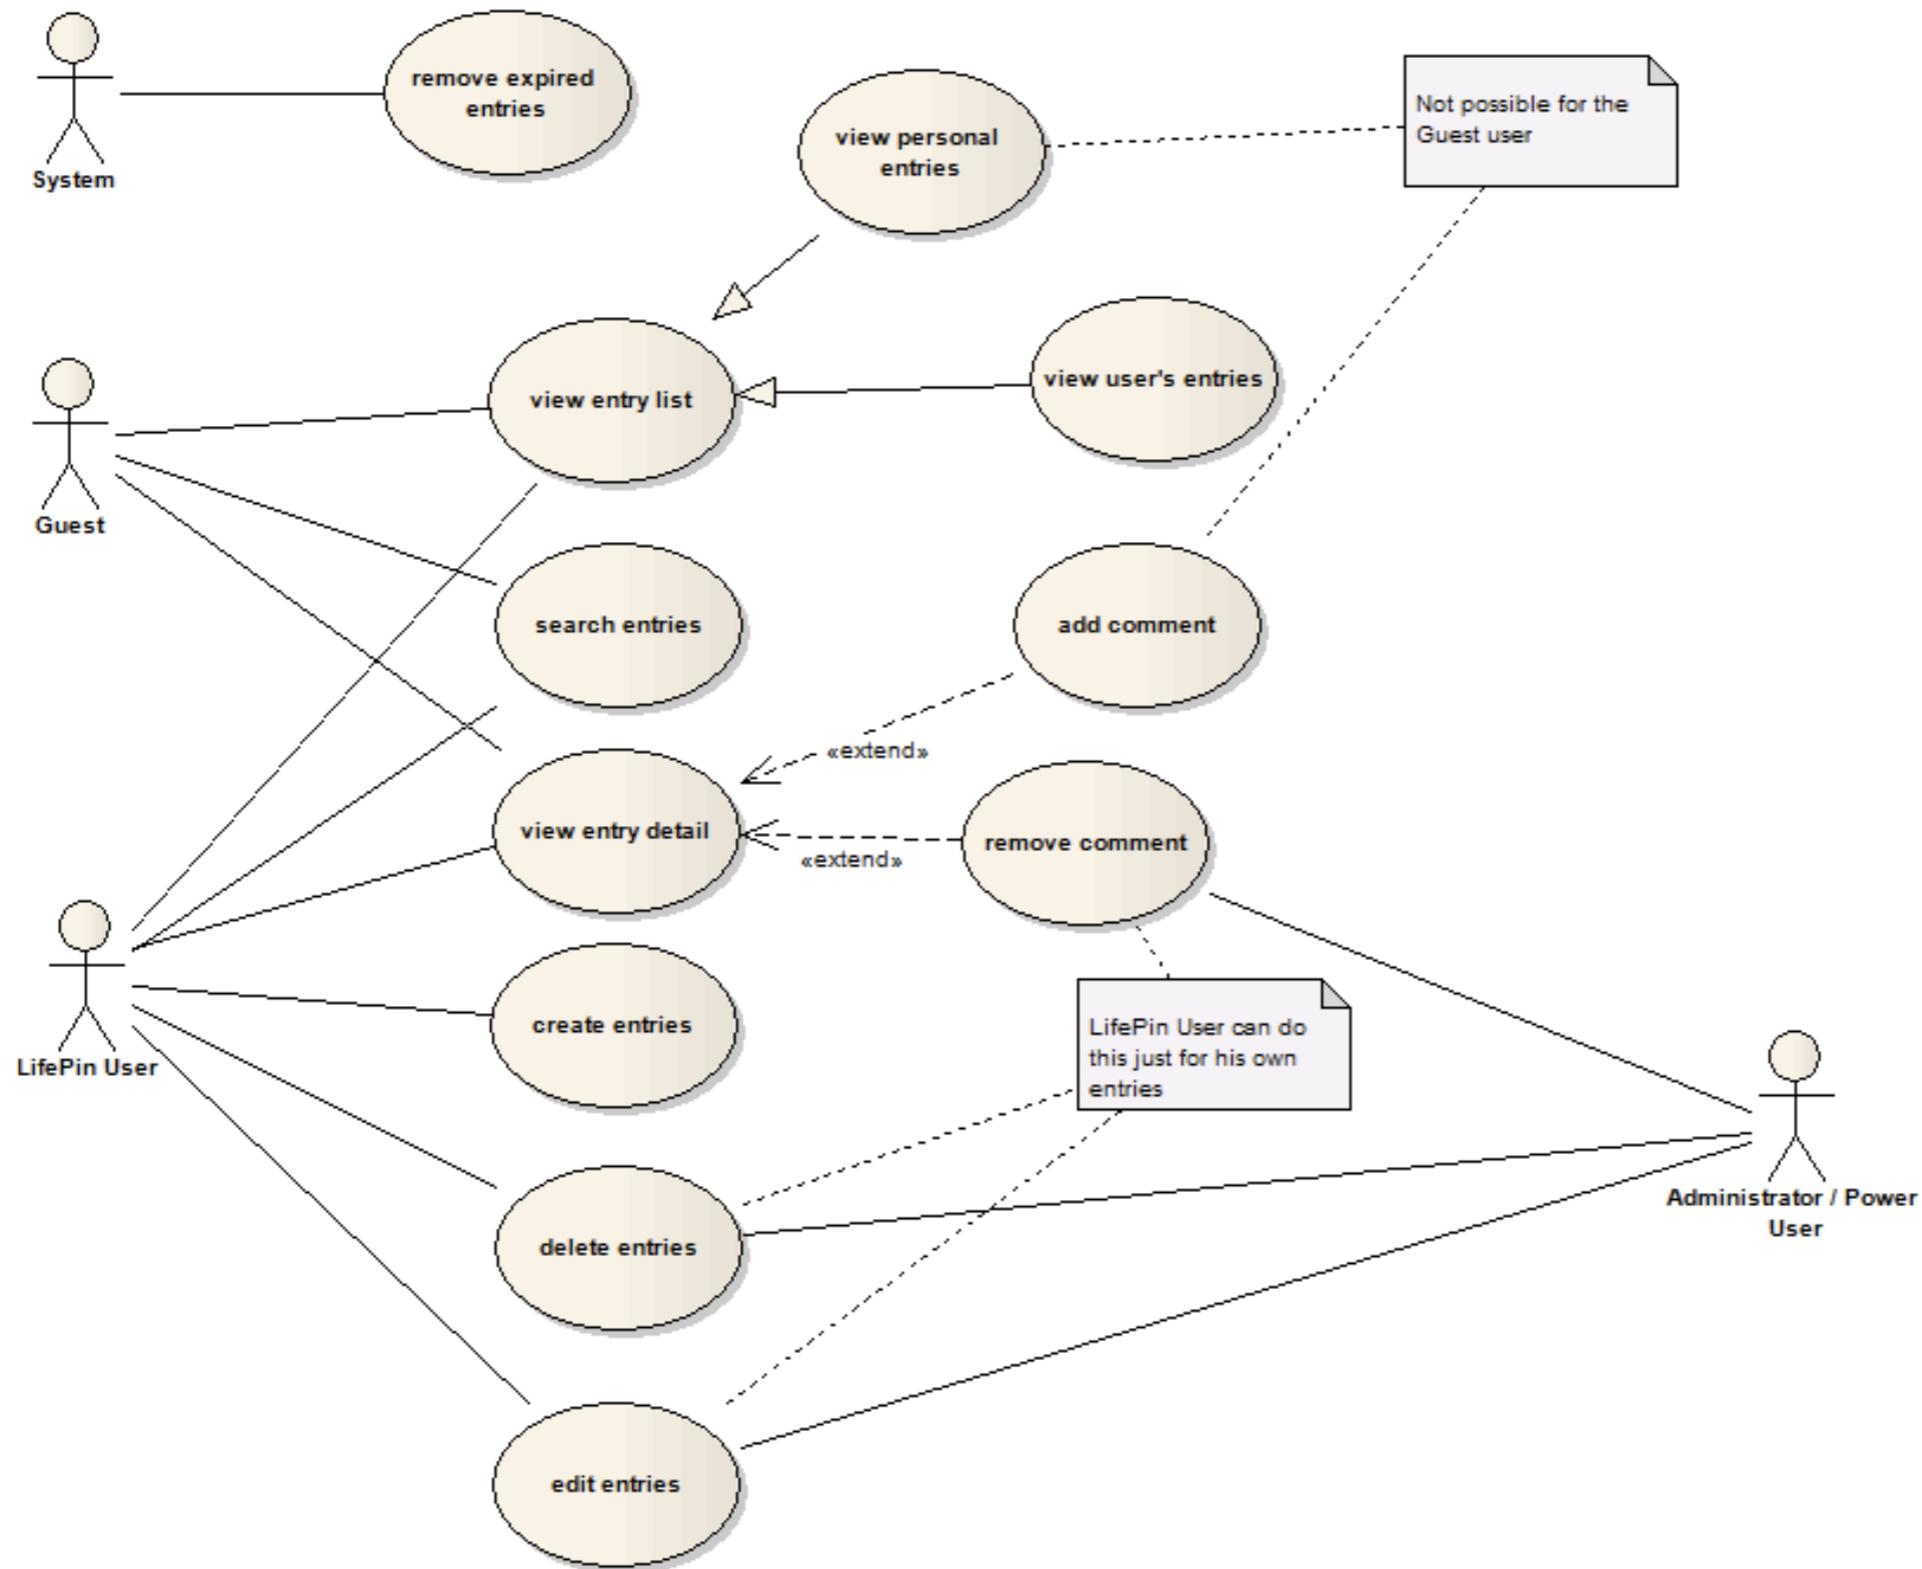 remove expired
entries
System
view personal
entries
Not possible for the
Guest user
view entry list
view user's entries
Guest
search entries
add comment
«extend»
view entry detail
remove comment
«extend»
LifePin User
create entries
LifePin User can do
this just for his own
entries
Administrator / Power
User
delete entries
edit entries